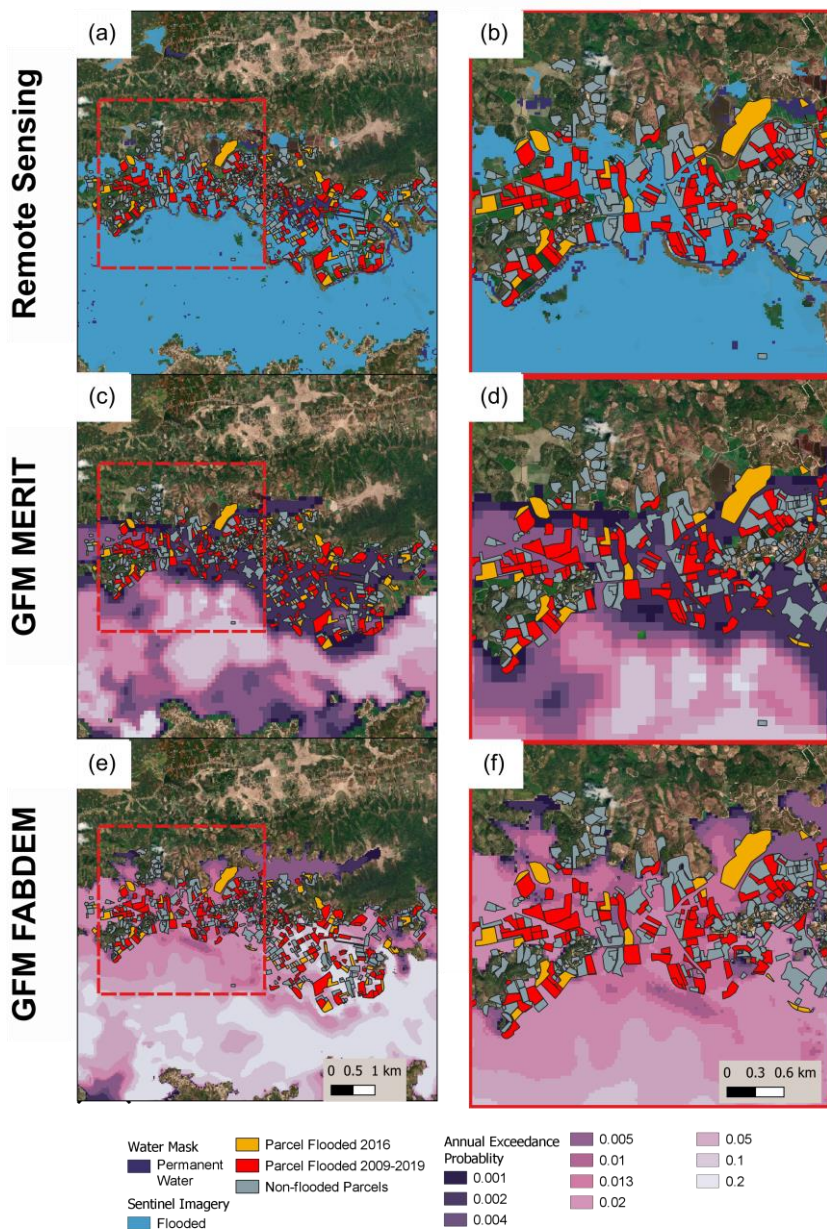 (a)
(b)
Remote Sensing
(c)
(d)
GFM MERIT
(e)
(f)
GFM FABDEM
0 0.5 1 km
0 0.3 0.6 km
Water Mask
Permanent
Water
Sentinel Imagery
Flooded
Parcel Flooded 2016
Parcel Flooded 2009-2019
Non-flooded Parcels
Annual Exceedance
Probablity
0.001
0.002
0.004
0.005
0.01
0.013
0.02
0.05
0.1
0.2